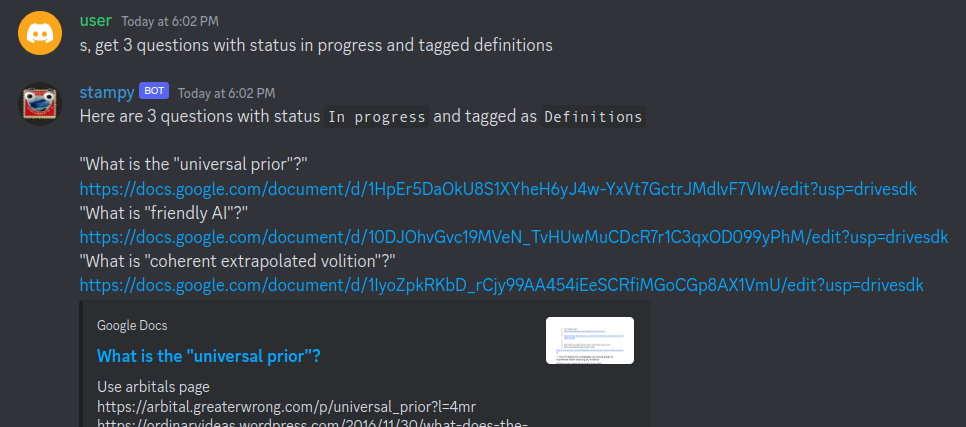 user Today at 6:02 PM
s, get 3 questions with status in progress and tagged definitions
stampy BOT Today at 6:02 PM
Here are 3 questions with status In progress and tagged as Definitions
"What is the "universal prior"?"
https://docs.google.com/document/d/1HpEr5DaOkU8S1XYheH6yJ4w-YxVt7GctrJMdlvF7VIw/edit?usp=drivesdk
"What is "friendly AI"?"
https://docs.google.com/document/d/10DJOhvGvc19MVeN_TvHUwMuCDcR7r1C3qxOD099yPhM/edit?usp=drivesdk
"What is "coherent extrapolated volition"?"
https://docs.google.com/document/d/1IyoZpkRKbD_rCjy99AA454iEeSCRfiMGoCGp8AX1VmU/edit?usp=drivesdk
Google Docs
What is the "universal prior"?
Use arbitals page
https://arbital.greaterwrong.com/p/universal_prior?l=4mr
https://ordinaryideas.wordpress.com/2016/11/30/what-does-the-